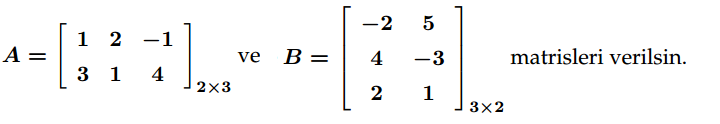 A = [ 1 2 −1 ; 3 1 4 ]₂×₃ ve B = [ −2 5 ; 4 −3 ; 2 1 ]₃×₂ matrisleri verilsin.